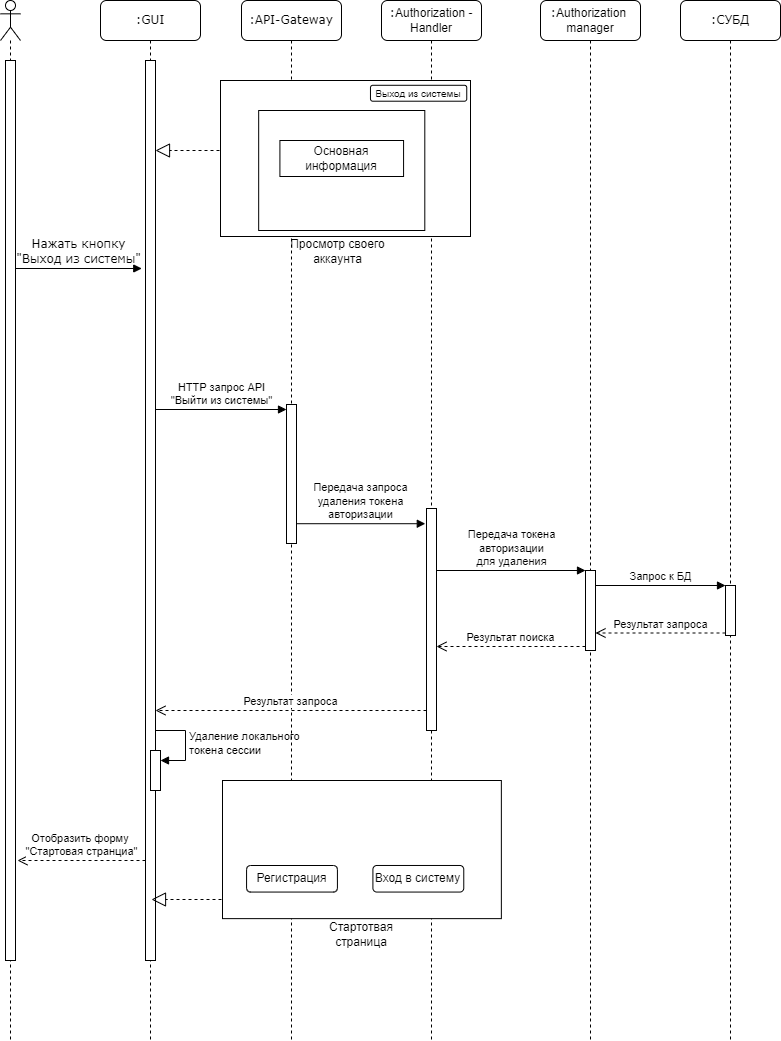 :GUI
:API-Gateway
:Authorization -
Handler
:Authorization
manager
:СУБД
Выход из системы
Основная
информация
Просмотр своего
аккаунта
Нажать кнопку
"Выход из системы"
HTTP запрос API
"Выйти из системы"
Передача запроса
удаления токена
авторизации
Передача токена
авторизации
для удаления
Запрос к БД
Результат запроса
Результат поиска
Результат запроса
Удаление локального
токена сессии
Отобразить форму
"Стартовая странциа"
Регистрация
Вход в систему
Стартотвая
страница